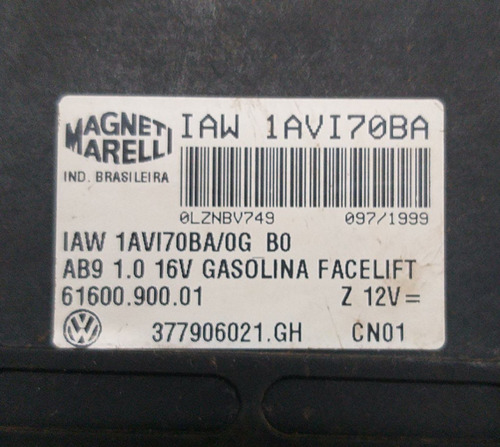 MAGNETI MARELLI
IND. BRASILEIRA
IAW 1AVI70BA
0LZNBV749 097/1999
IAW 1AVI70BA/0G B0
AB9 1.0 16V GASOLINA FACELIFT
61600.900.01 Z 12V=
377906021.GH CN01